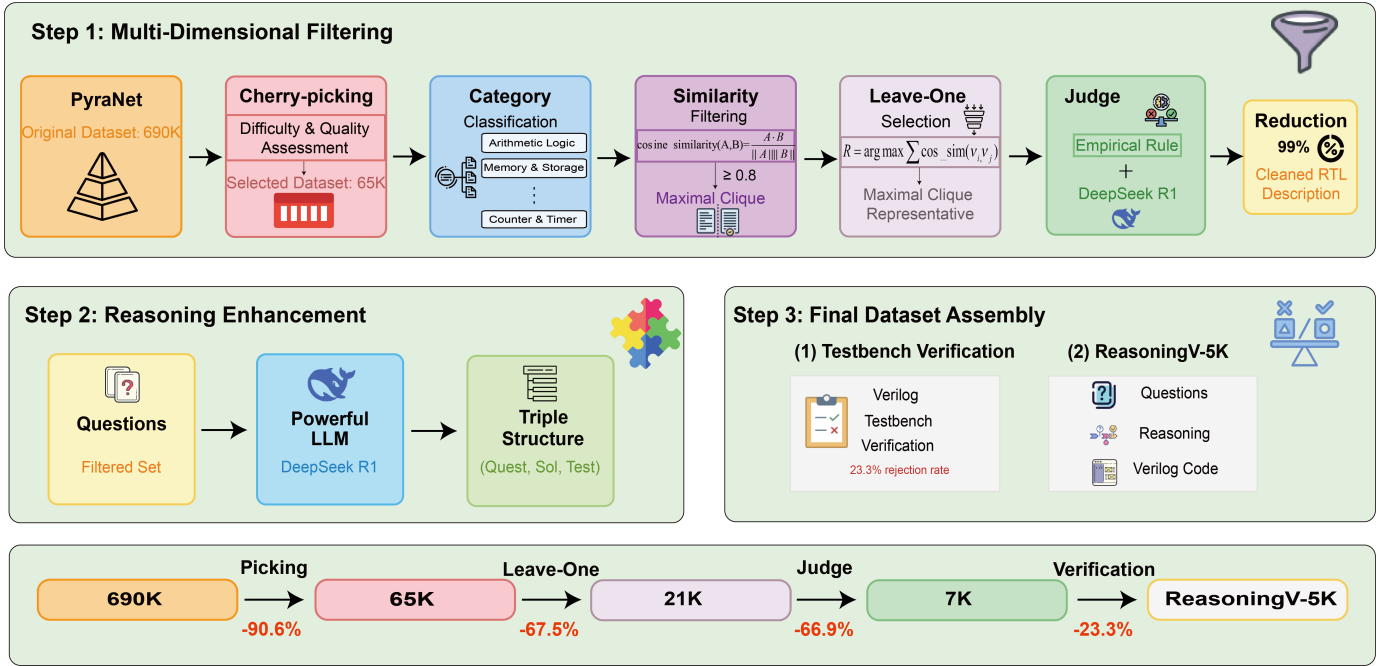 Step 1: Multi-Dimensional Filtering
PyraNet
Original Dataset: 690K
Cherry-picking
Difficulty & Quality
Assessment
Selected Dataset: 65K
Category
Classification
Arithmetic Logic
Memory & Storage
⋮
Counter & Timer
Similarity
Filtering
cosine similarity(A,B)=A·B/||A||||B||
≥ 0.8
Maximal Clique
Leave-One
Selection
R = arg max ∑ cos_sim(v_i,v_j)
Maximal Clique
Representative
Judge
Empirical Rule
+
DeepSeek R1
Reduction
99%
Cleaned RTL
Description
Step 2: Reasoning Enhancement
Questions
Filtered Set
Powerful
LLM
DeepSeek R1
Triple
Structure
(Quest, Sol, Test)
Step 3: Final Dataset Assembly
(1) Testbench Verification
Verilog
Testbench
Verification
23.3% rejection rate
(2) ReasoningV-5K
Questions
Reasoning
Verilog Code
690K
Picking
-90.6%
65K
Leave-One
-67.5%
21K
Judge
-66.9%
7K
Verification
-23.3%
ReasoningV-5K